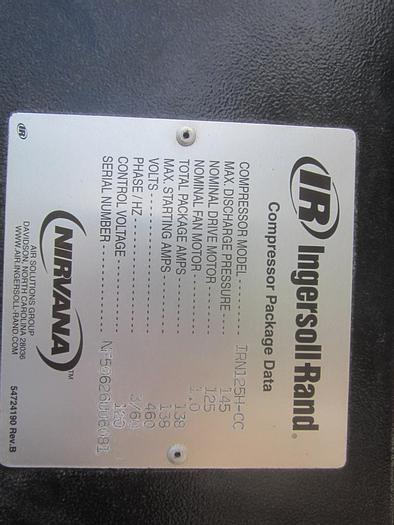 IR Ingersoll-Rand®
Compressor Package Data
COMPRESSOR MODEL ---------- IRN125H-CC
MAX. DISCHARGE PRESSURE ----- 145
NOMINAL DRIVE MOTOR --------- 125
NOMINAL FAN MOTOR ---------- 1.0
TOTAL PACKAGE AMPS --------- 138
MAX. STARTING AMPS ---------- 138
VOLTS ---------------------- 460
PHASE / HZ ------------------ 3/60
CONTROL VOLTAGE ----------- 120
SERIAL NUMBER --------------
NIRVANA™
AIR SOLUTIONS GROUP
DAVIDSON, NORTH CAROLINA 28036
WWW.AIR.INGERSOLL-RAND.COM
54724190 Rev.B
IR